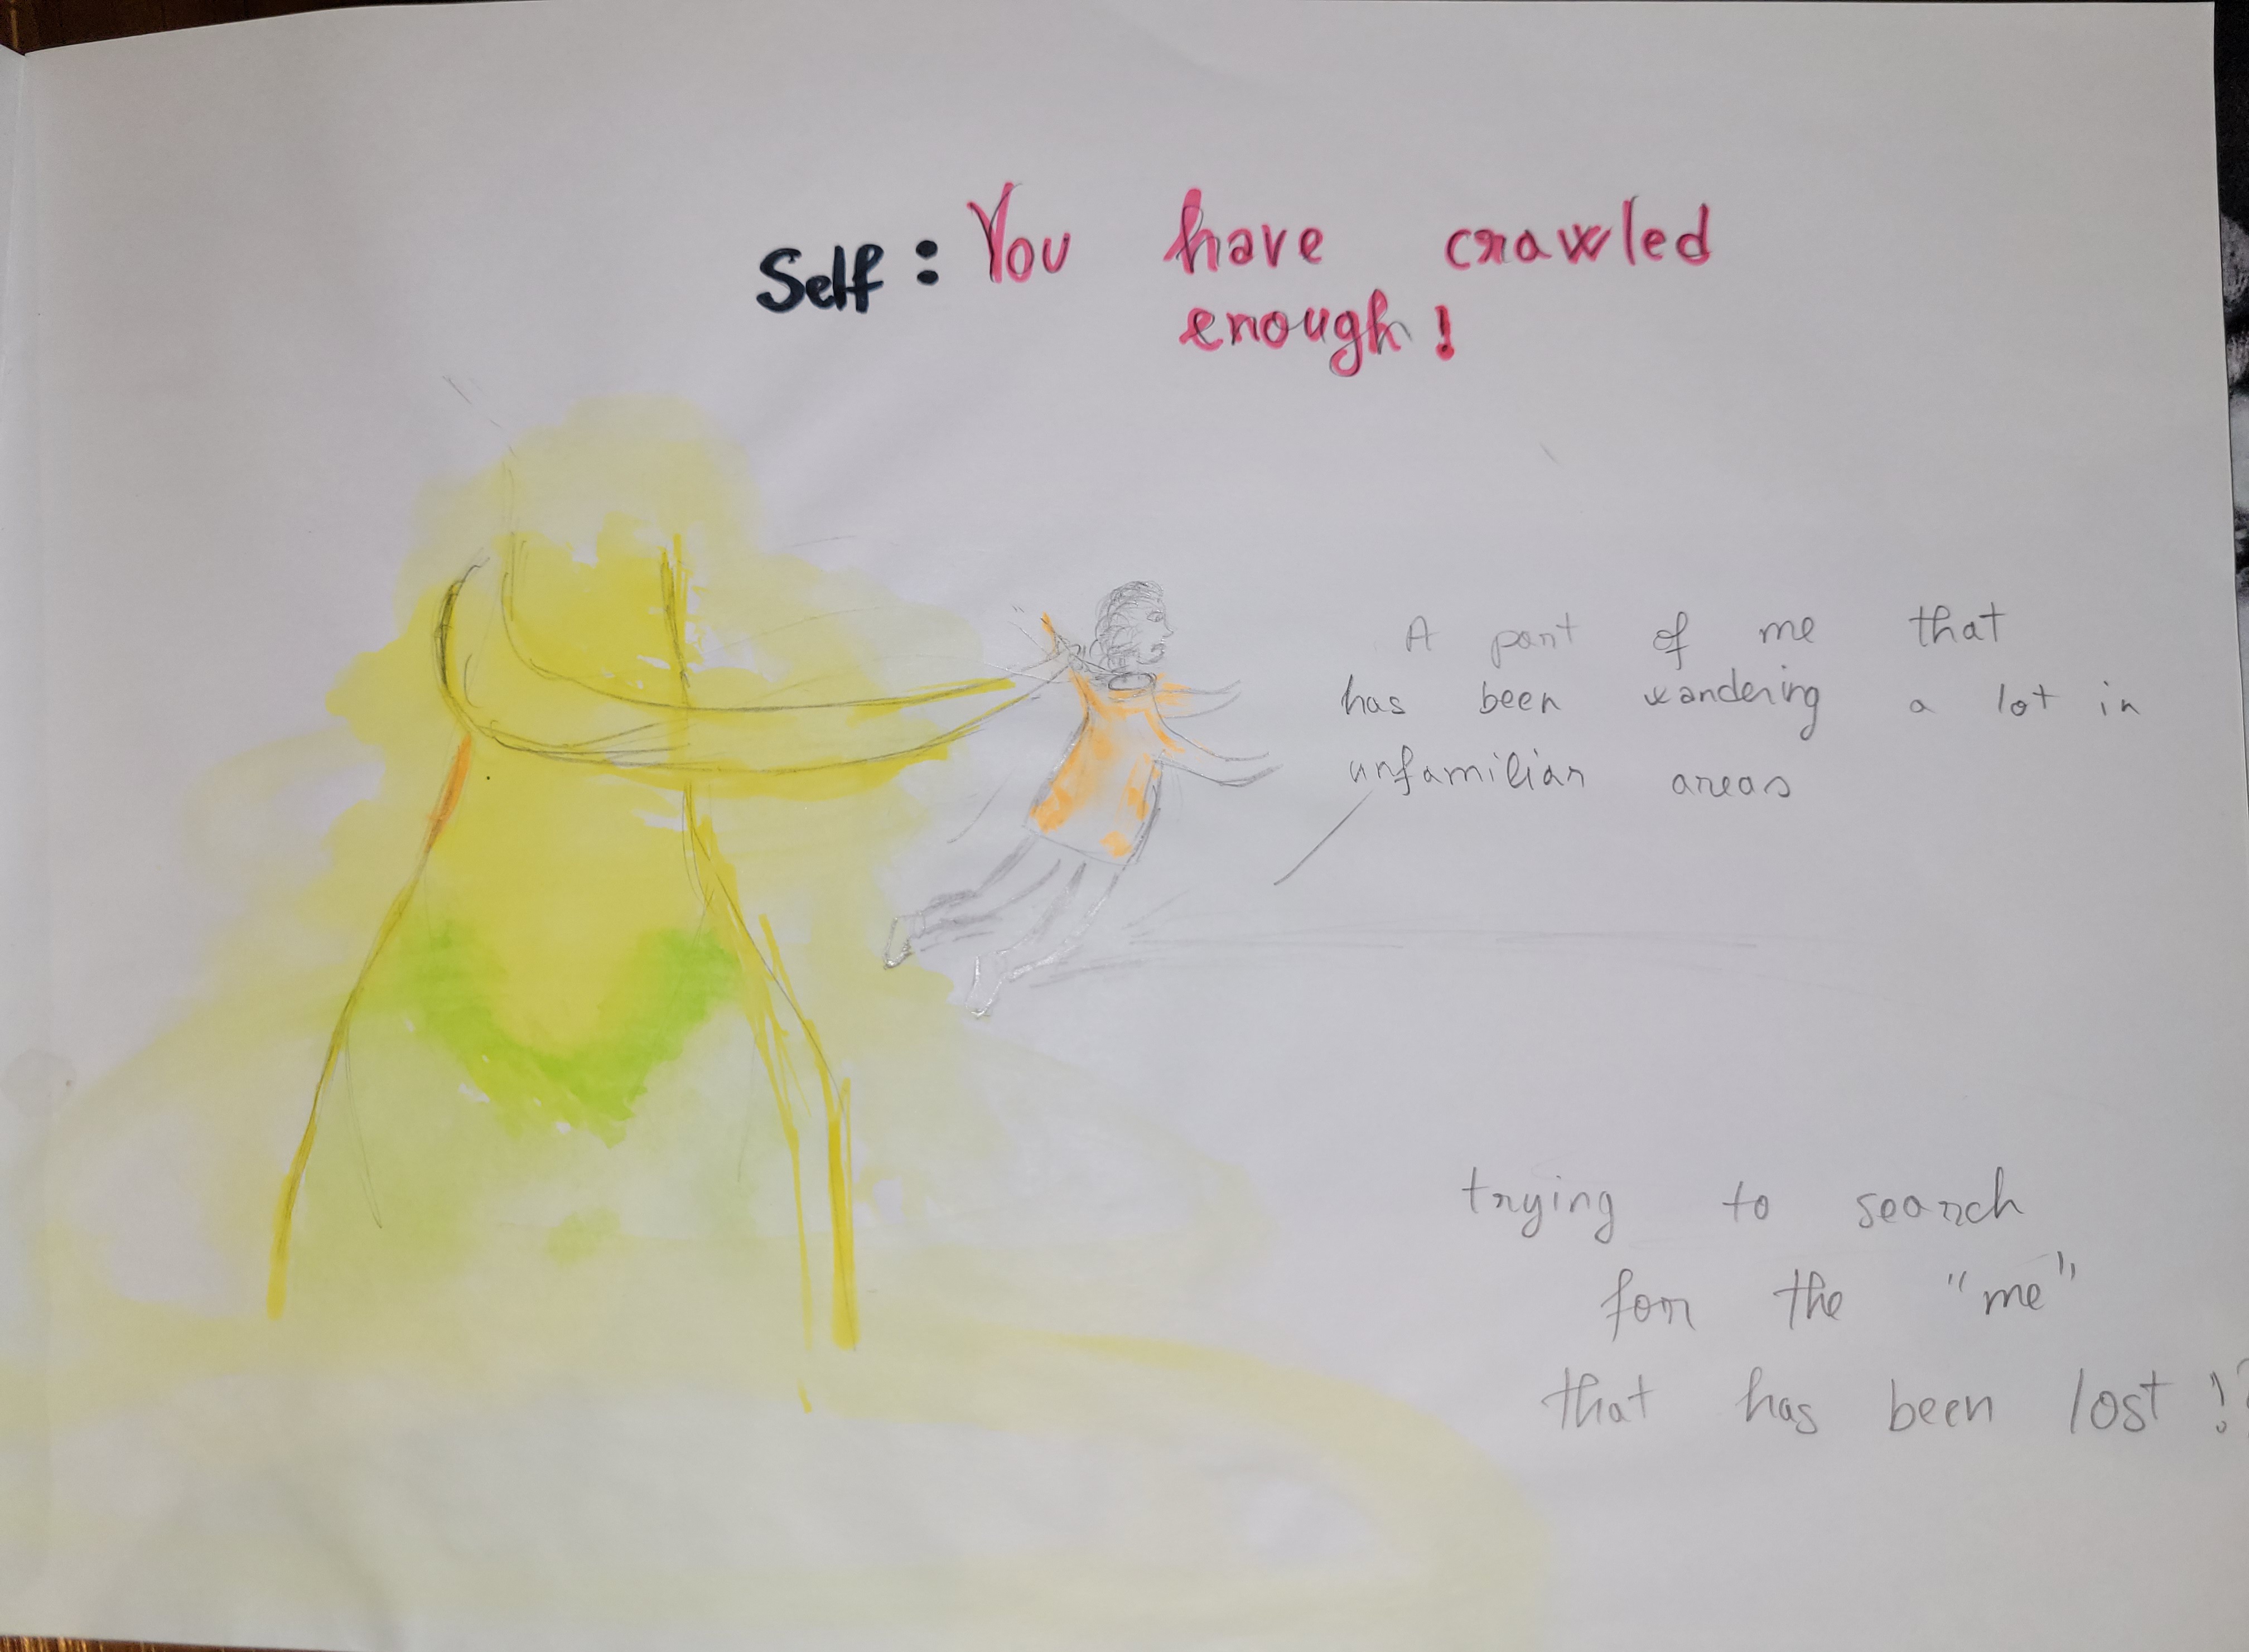 Self : You have crawled
enough !
A part of me that
has been wandering a lot in
unfamiliar areas
trying to search
for the "me"
that has been lost !?